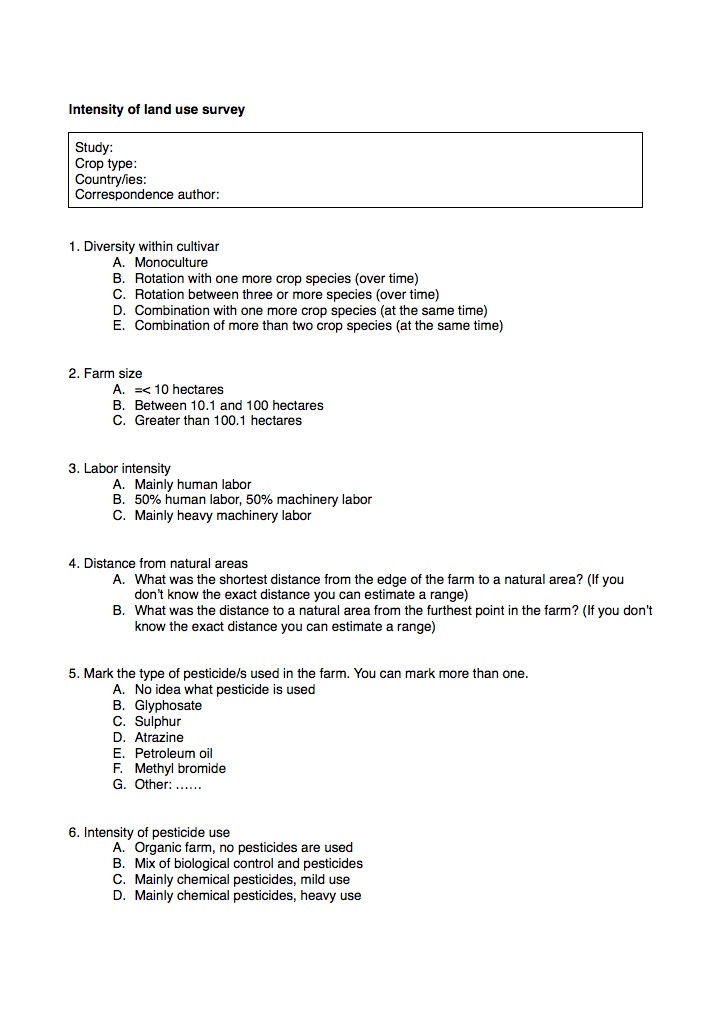 Intensity of land use survey
Study:
Crop type:
Country/ies:
Correspondence author:
1. Diversity within cultivar
A. Monoculture
B. Rotation with one more crop species (over time)
C. Rotation between three or more species (over time)
D. Combination with one more crop species (at the same time)
E. Combination of more than two crop species (at the same time)
2. Farm size
A. =< 10 hectares
B. Between 10.1 and 100 hectares
C. Greater than 100.1 hectares
3. Labor intensity
A. Mainly human labor
B. 50% human labor, 50% machinery labor
C. Mainly heavy machinery labor
4. Distance from natural areas
A. What was the shortest distance from the edge of the farm to a natural area? (If you
don't know the exact distance you can estimate a range)
B. What was the distance to a natural area from the furthest point in the farm? (If you don't
know the exact distance you can estimate a range)
5. Mark the type of pesticide/s used in the farm. You can mark more than one.
A. No idea what pesticide is used
B. Glyphosate
C. Sulphur
D. Atrazine
E. Petroleum oil
F. Methyl bromide
G. Other: ......
6. Intensity of pesticide use
A. Organic farm, no pesticides are used
B. Mix of biological control and pesticides
C. Mainly chemical pesticides, mild use
D. Mainly chemical pesticides, heavy use